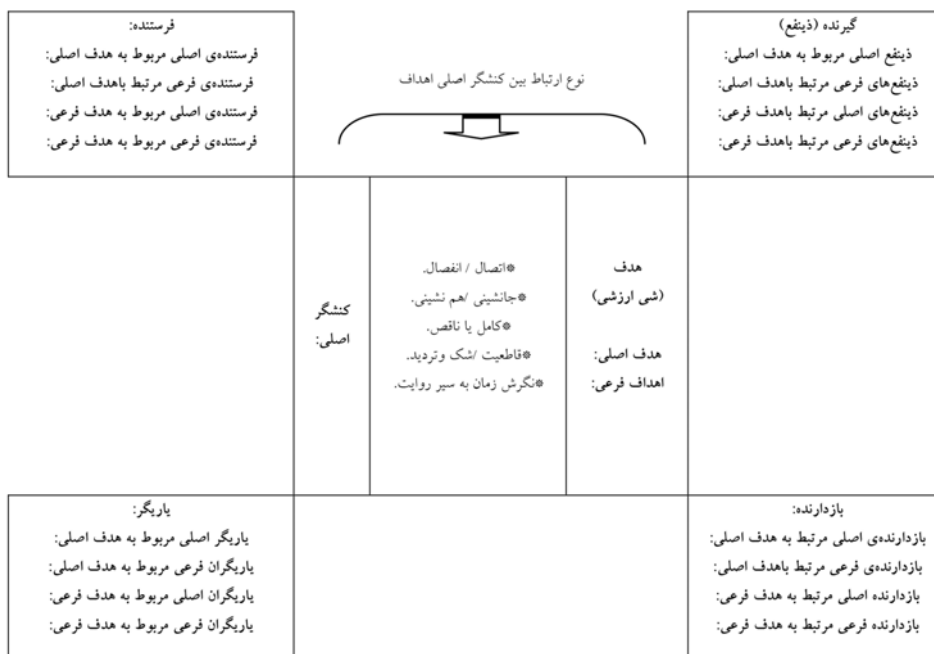 گیرنده (ذینفع)
ذینفع اصلی مربوط به هدف اصلی:
ذینفع‌های فرعی مرتبط باهدف اصلی:
ذینفع‌های اصلی مرتبط باهدف فرعی:
ذینفع‌های فرعی مرتبط باهدف فرعی:
نوع ارتباط بین کنشگر اصلی اهداف
فرستنده:
فرستنده‌ی اصلی مربوط به هدف اصلی:
فرستنده‌ی فرعی مرتبط باهدف اصلی:
فرستنده‌ی اصلی مربوط به هدف فرعی:
فرستنده‌ی فرعی مربوط به هدف فرعی:
هدف
(شی ارزشی)
هدف اصلی:
اهداف فرعی:
*اتصال / انفصال.
*جانشینی /هم نشینی.
*کامل یا ناقص.
*قاطعیت /شک وتردید.
*نگرش زمان به سیر روایت.
کنشگر
اصلی:
بازدارنده:
بازدارنده‌ی اصلی مرتبط به هدف اصلی:
بازدارنده‌ی فرعی مرتبط باهدف اصلی:
بازدارنده اصلی مرتبط به هدف فرعی:
بازدارنده فرعی مرتبط به هدف فرعی:
یاریگر:
یاریگر اصلی مربوط به هدف اصلی:
یاریگران فرعی مربوط به هدف اصلی:
یاریگران اصلی مربوط به هدف فرعی:
یاریگران فرعی مربوط به هدف فرعی: